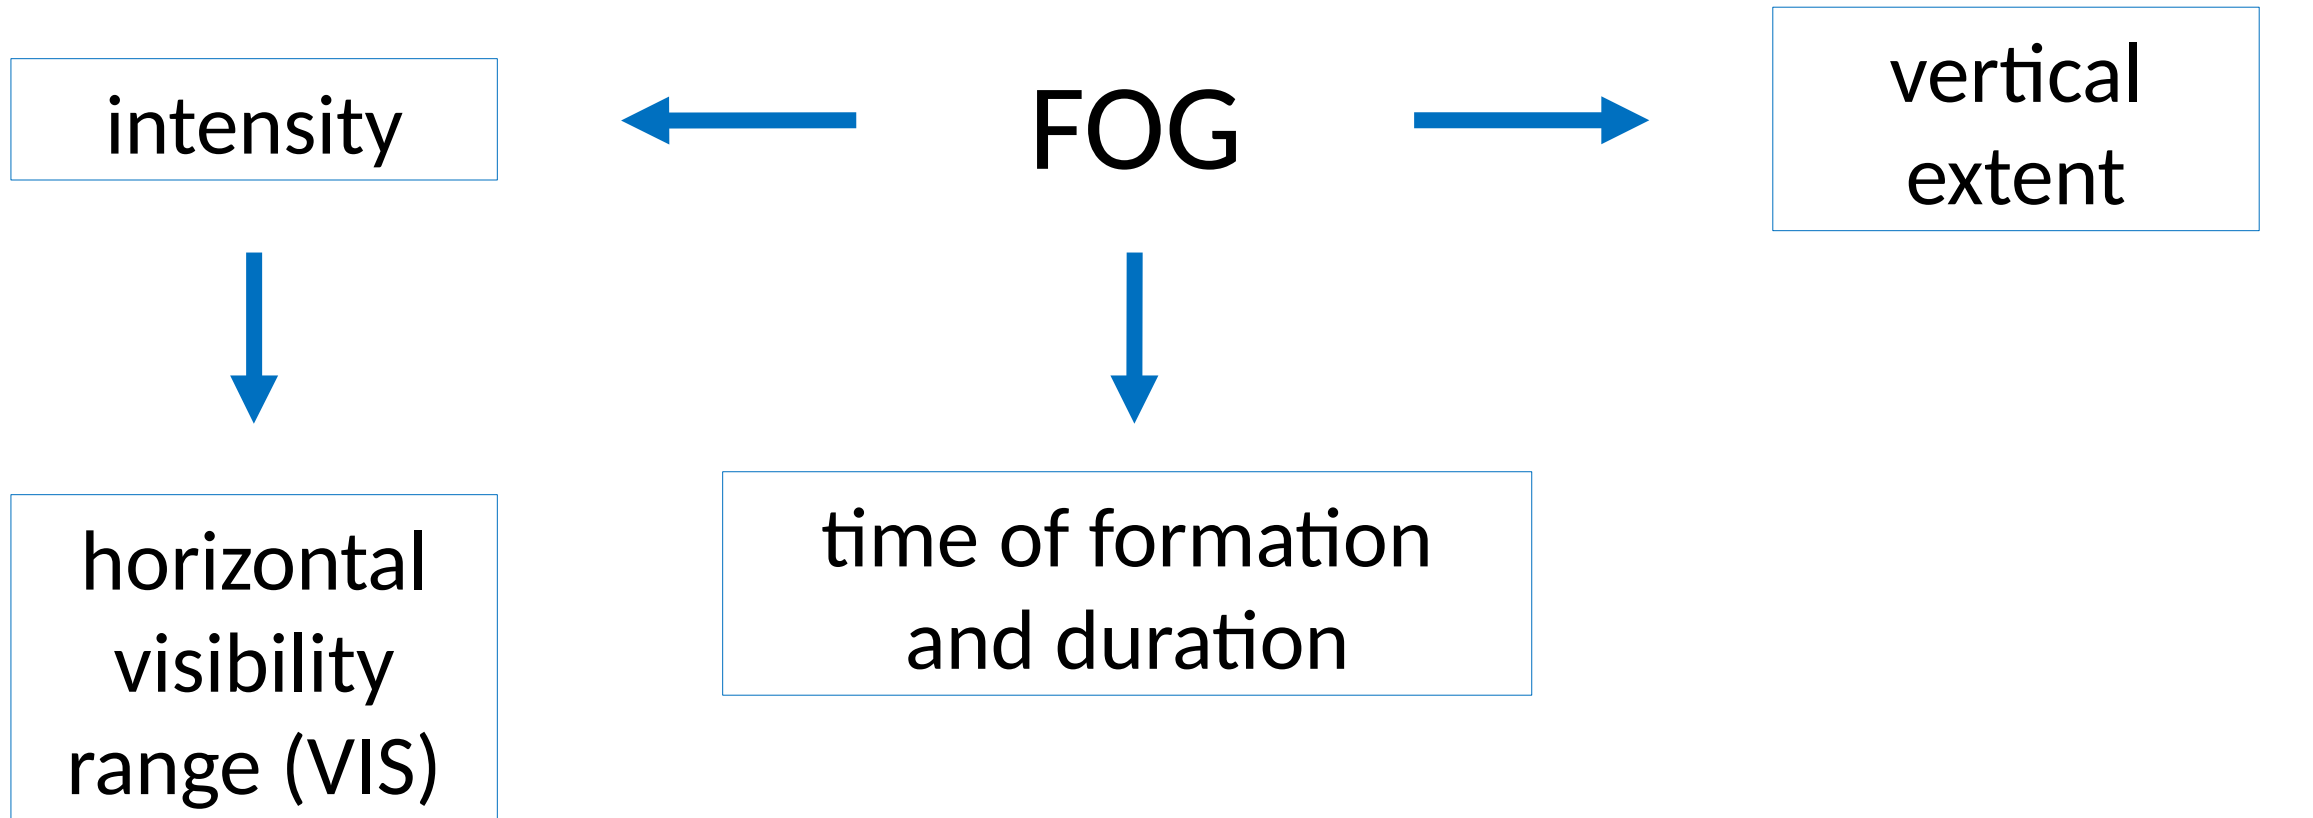 intensity
FOG
vertical
extent
horizontal
visibility
range (VIS)
time of formation
and duration